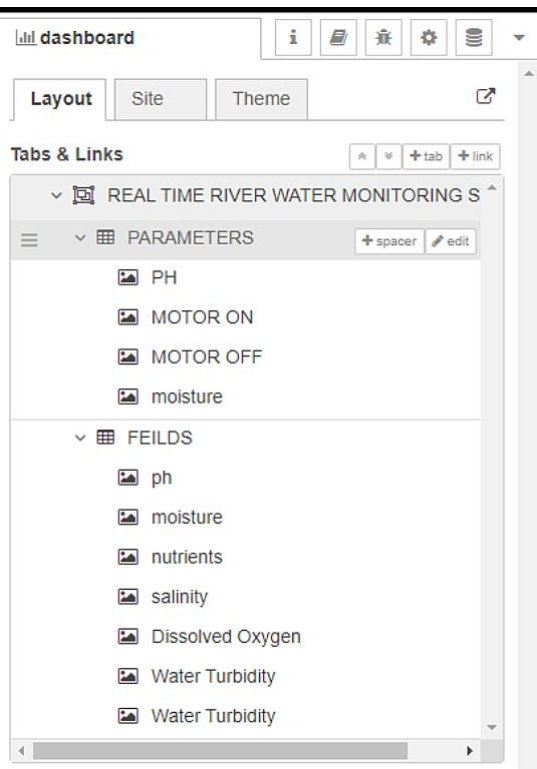 dashboard
Layout Site Theme
Tabs & Links
+tab +link
REAL TIME RIVER WATER MONITORING S
PARAMETERS
+spacer edit
PH
MOTOR ON
MOTOR OFF
moisture
FEILDS
ph
moisture
nutrients
salinity
Dissolved Oxygen
Water Turbidity
Water Turbidity